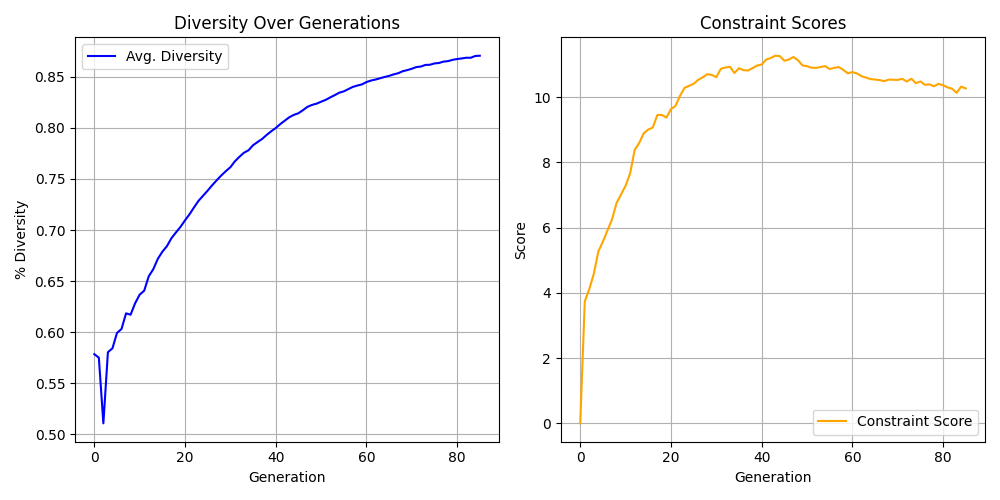 Diversity Over Generations
Avg. Diversity
% Diversity
0.85
0.80
0.75
0.70
0.65
0.60
0.55
0.50
0 20 40 60 80
Generation
Constraint Scores
Score
10
8
6
4
2
0
Constraint Score
0 20 40 60 80
Generation